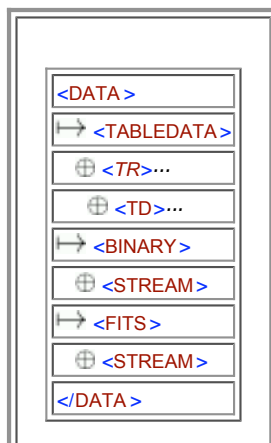 <DATA>
↦ <TABLEDATA>
⊕ <TR>···
⊕ <TD>···
↦ <BINARY>
⊕ <STREAM>
↦ <FITS>
⊕ <STREAM>
</DATA>